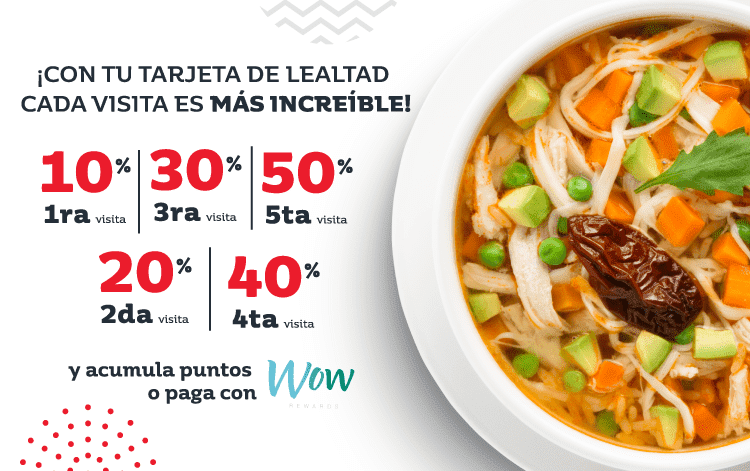 ¡CON TU TARJETA DE LEALTAD
CADA VISITA ES MÁS INCREÍBLE!
10% 30% 50%
1ra visita 3ra visita 5ta visita
20% 40%
2da visita 4ta visita
y acumula puntos
o paga con Wow
REWARDS